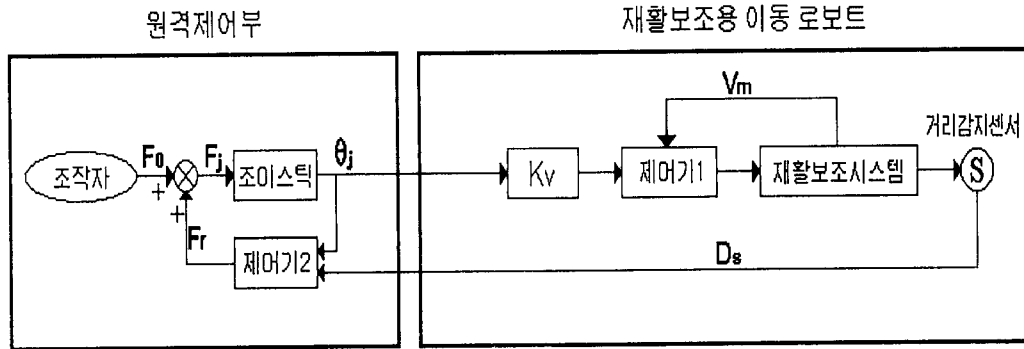 원격제어부
재활보조용 이동 로보트
조작자
F0
+
+
Fj
조이스틱
θj
Fr
제어기2
Kv
제어기1
Vm
재활보조시스템
거리감지센서
S
Ds